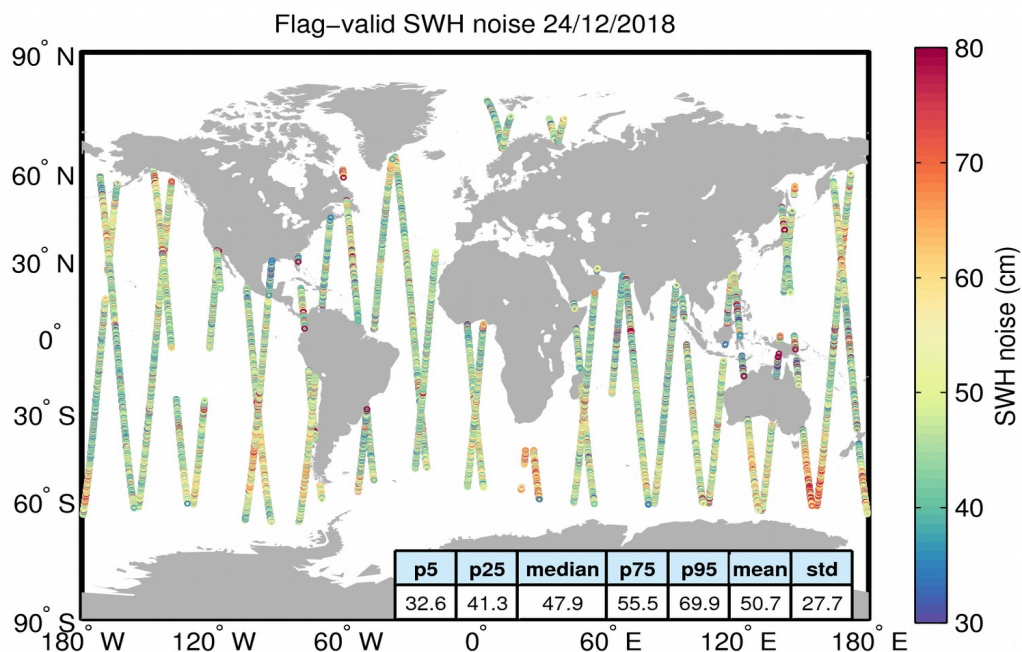 Flag−valid SWH noise 24/12/2018
90° N
60° N
30° N
0°
30° S
60° S
90° S
180° W
120° W
60° W
0°
60° E
120° E
180° E
p5 p25 median p75 p95 mean std
32.6 41.3 47.9 55.5 69.9 50.7 27.7
80
70
60
50
40
30
SWH noise (cm)